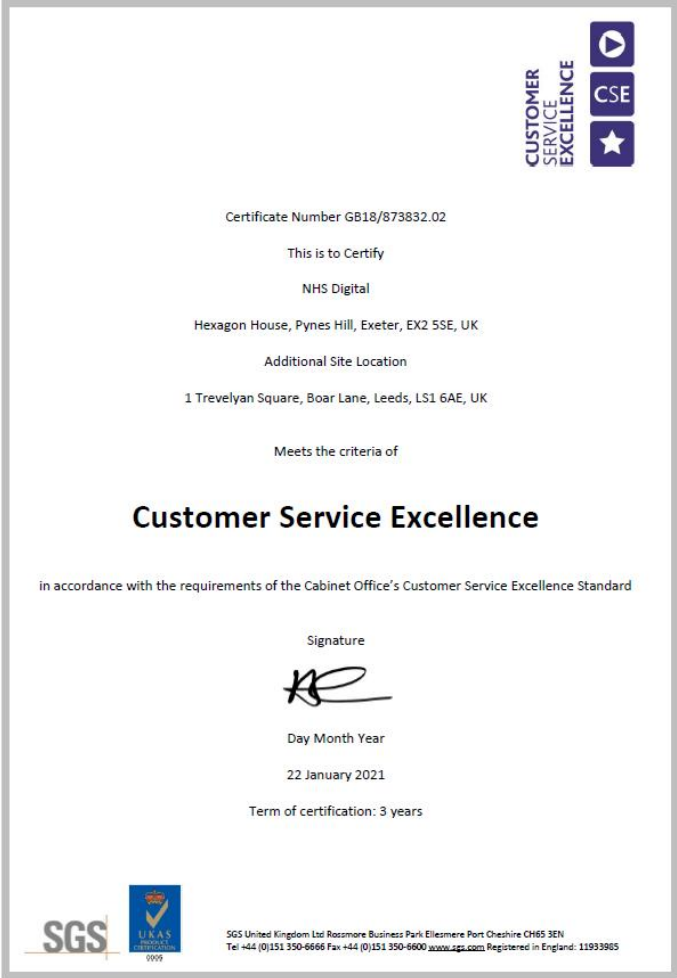 CUSTOMER
SERVICE
EXCELLENCE
CSE
Certificate Number GB18/873832.02
This is to Certify
NHS Digital
Hexagon House, Pynes Hill, Exeter, EX2 5SE, UK
Additional Site Location
1 Trevelyan Square, Boar Lane, Leeds, LS1 6AE, UK
Meets the criteria of
Customer Service Excellence
in accordance with the requirements of the Cabinet Office's Customer Service Excellence Standard
Signature
Day Month Year
22 January 2021
Term of certification: 3 years
SGS
UKAS
PRODUCT
CERTIFICATION
0005
SGS United Kingdom Ltd Rossmore Business Park Ellesmere Port Cheshire CH65 3EN
Tel +44 (0)151 350-6666 Fax +44 (0)151 350-6600 www.sgs.com Registered in England: 11933985